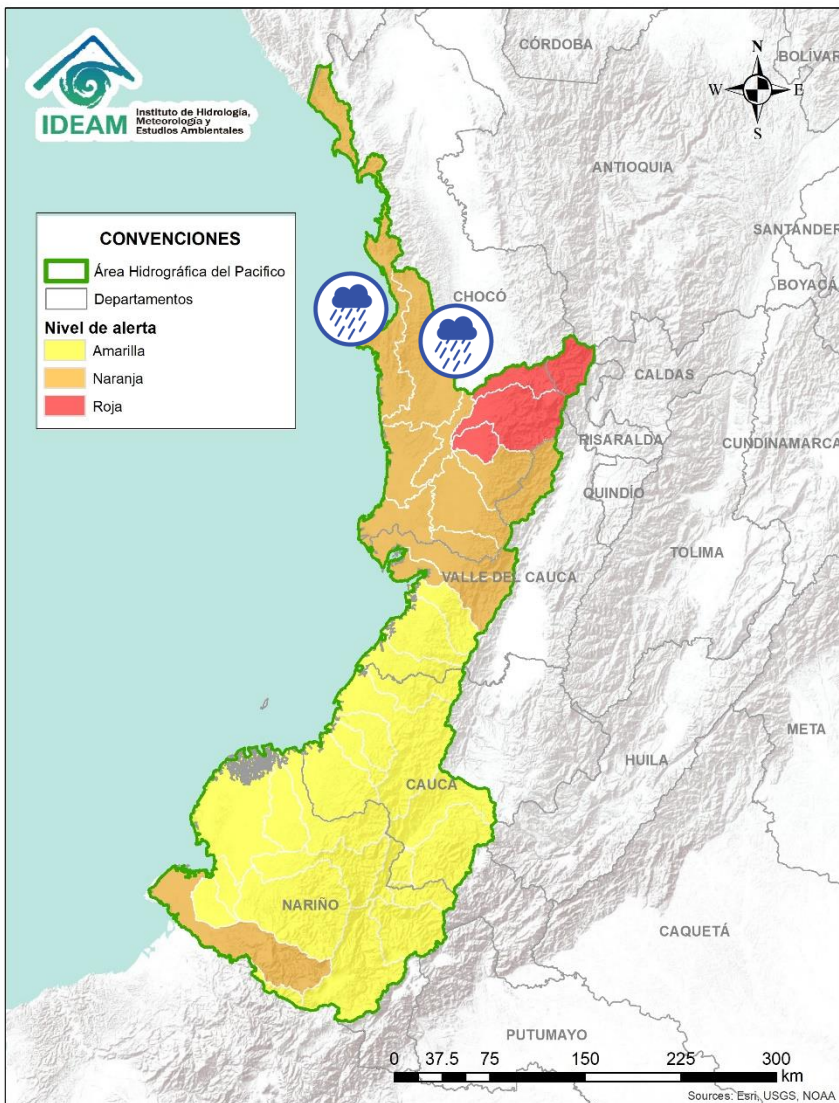 IDEAM
Instituto de Hidrología,
Meteorología y
Estudios Ambientales
N
W
E
S
CONVENCIONES
Área Hidrográfica del Pacifico
Departamentos
Nivel de alerta
Amarilla
Naranja
Roja
CÓRDOBA
BOLÍVAR
ANTIOQUIA
SANTANDER
BOYACÁ
CHOCÓ
CALDAS
RISARALDA
CUNDINAMARCA
QUINDÍO
TOLIMA
VALLE DEL CAUCA
META
HUILA
CAUCA
NARIÑO
CAQUETÁ
PUTUMAYO
0 37.5 75 150 225 300
km
Sources: Esri, USGS, NOAA